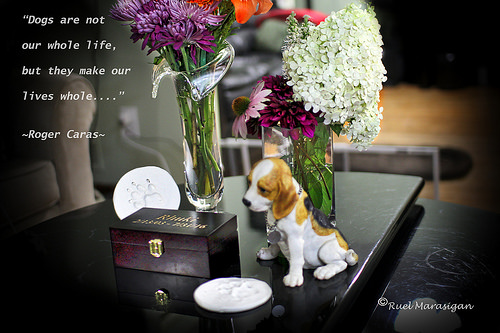 “Dogs are not
our whole life,
but they make our
lives whole....”
~Roger Caras~
©Ruel Marasigan